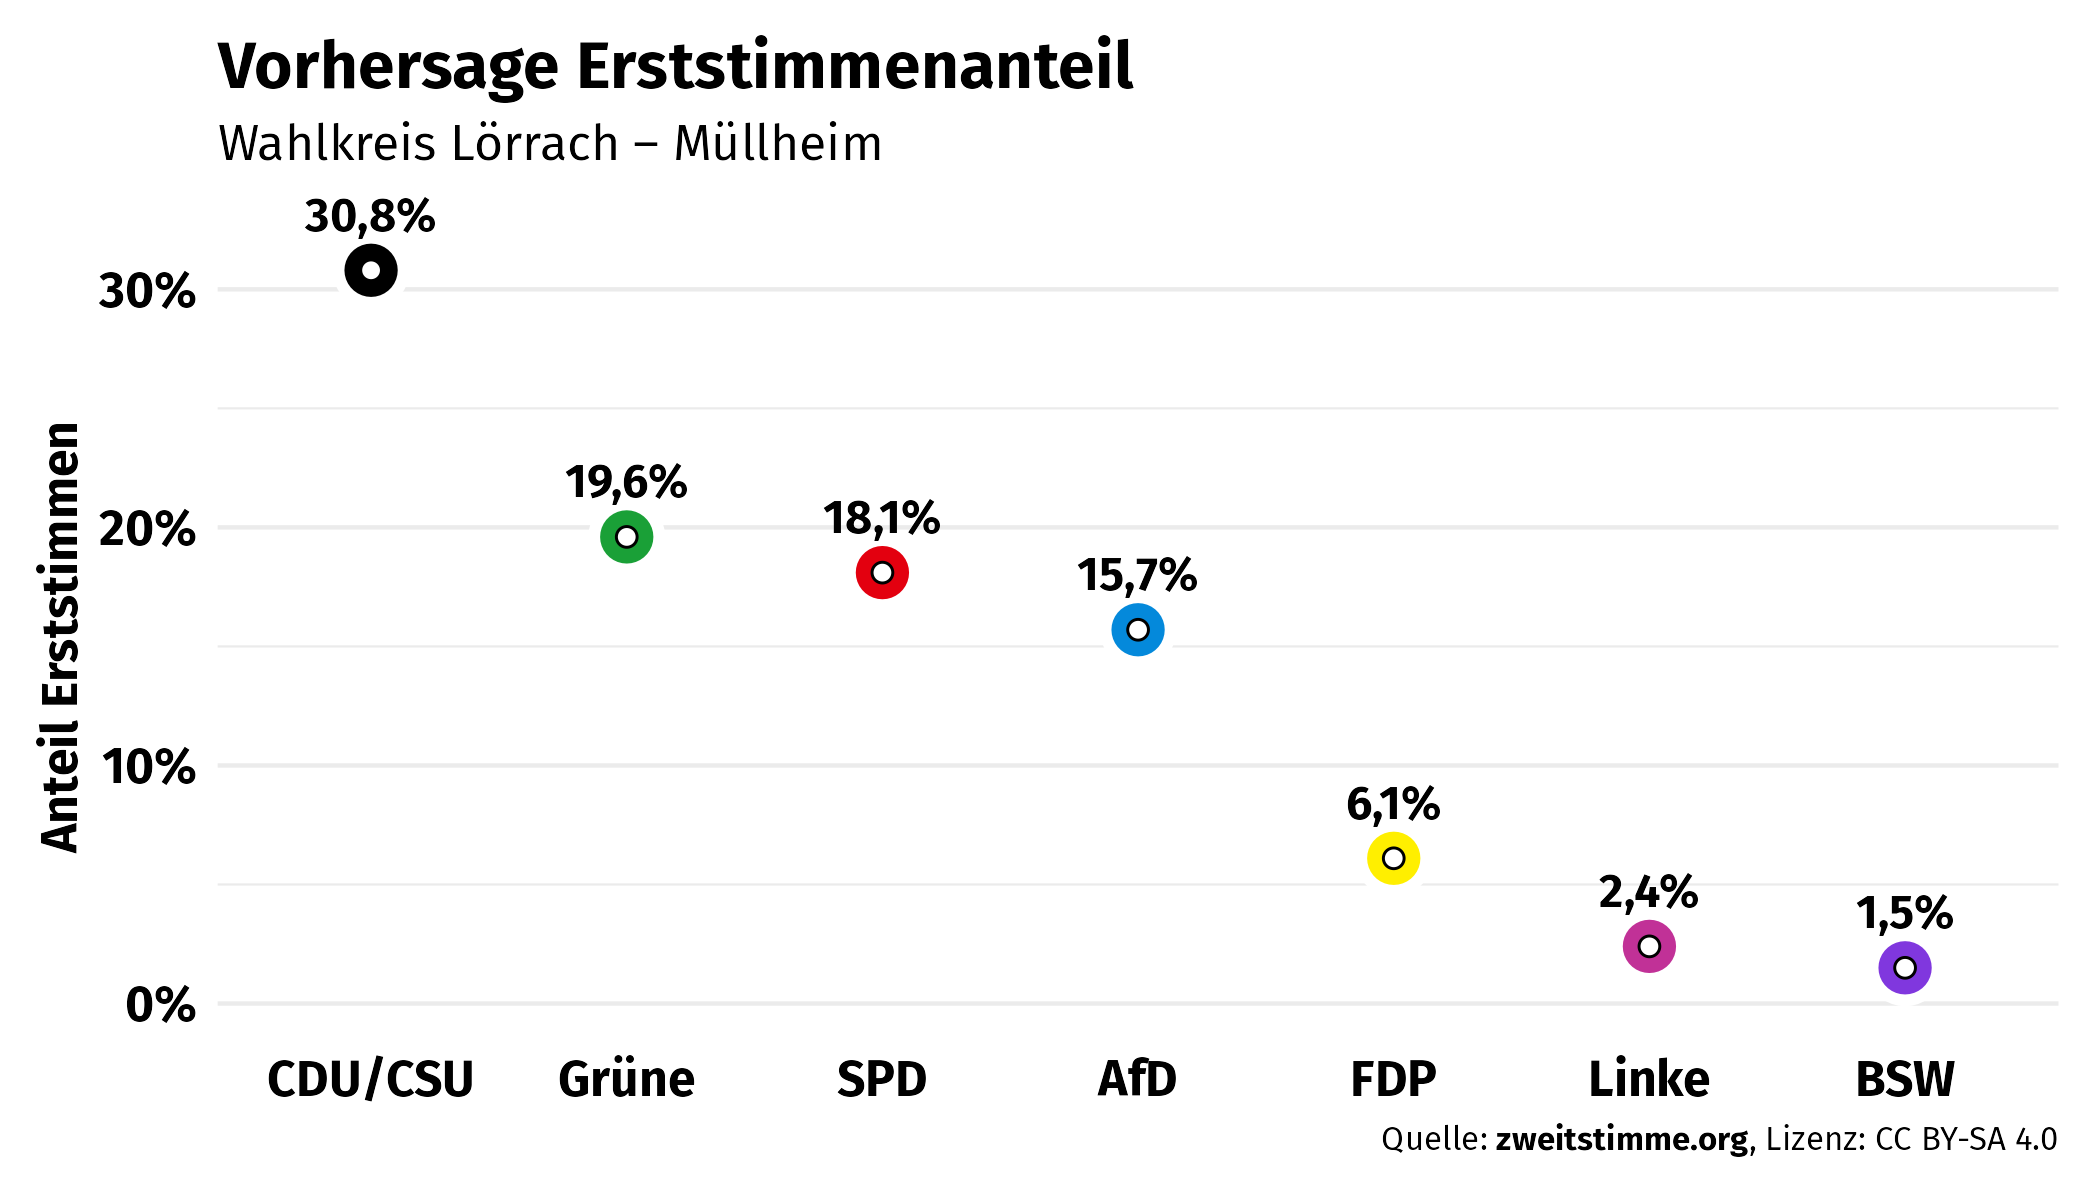 Vorhersage Erststimmenanteil
Wahlkreis Lörrach – Müllheim
Anteil Erststimmen
30%
20%
10%
0%
30,8%
19,6%
18,1%
15,7%
6,1%
2,4%
1,5%
CDU/CSU Grüne SPD AfD FDP Linke BSW
Quelle: zweitstimme.org, Lizenz: CC BY-SA 4.0